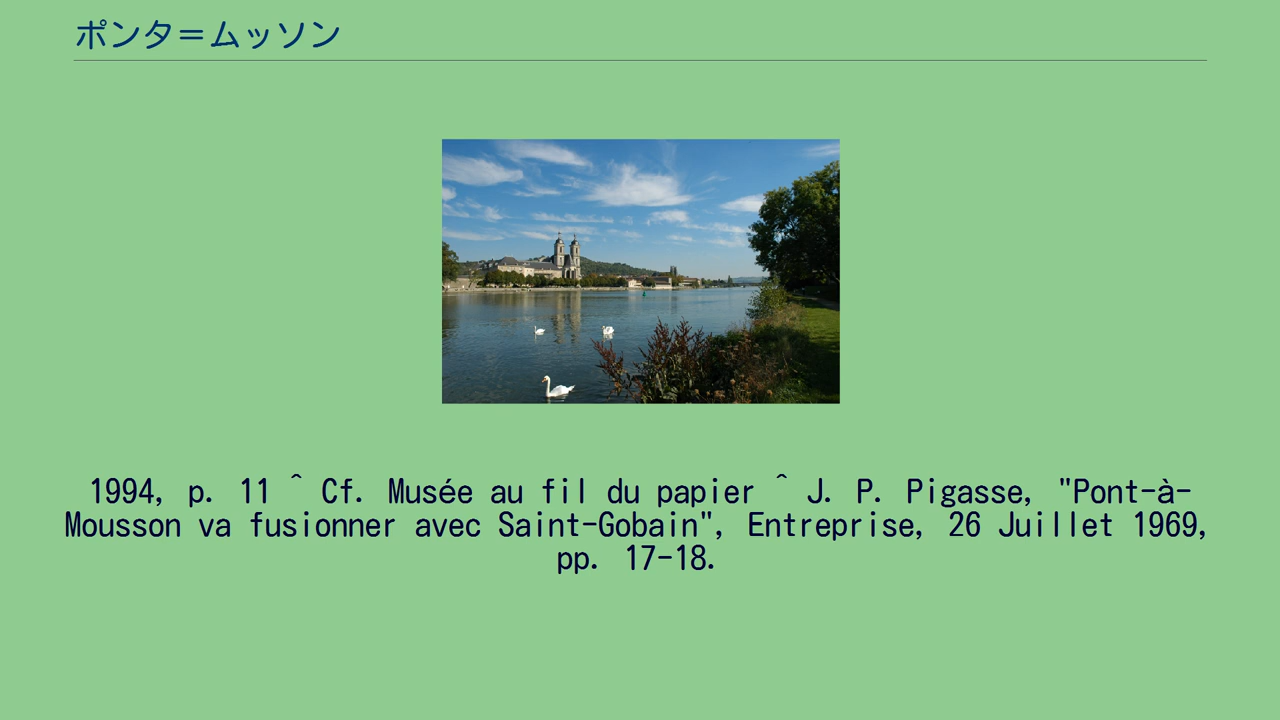 ポンタ＝ムッソン
1994, p. 11 ^ Cf. Musée au fil du papier ^ J. P. Pigasse, "Pont-à-
Mousson va fusionner avec Saint-Gobain", Entreprise, 26 Juillet 1969,
pp. 17-18.